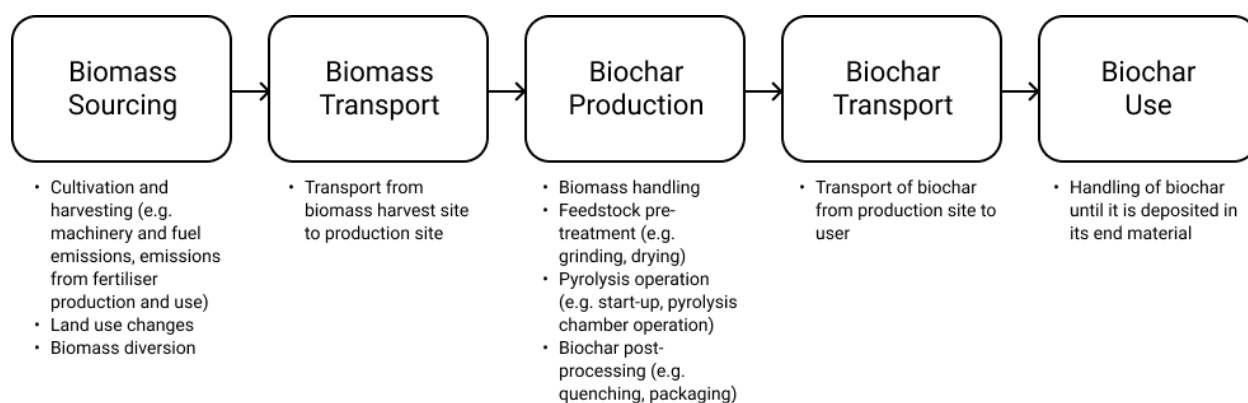 Biomass
Sourcing
Biomass
Transport
Biochar
Production
Biochar
Transport
Biochar
Use
• Cultivation and
harvesting (e.g.
machinery and fuel
emissions, emissions
from fertiliser
production and use)
• Land use changes
• Biomass diversion
• Transport from
biomass harvest site
to production site
• Biomass handling
• Feedstock pre-
treatment (e.g.
grinding, drying)
• Pyrolysis operation
(e.g. start-up, pyrolysis
chamber operation)
• Biochar post-
processing (e.g.
quenching, packaging)
• Transport of biochar
from production site to
user
• Handling of biochar
until it is deposited in
its end material